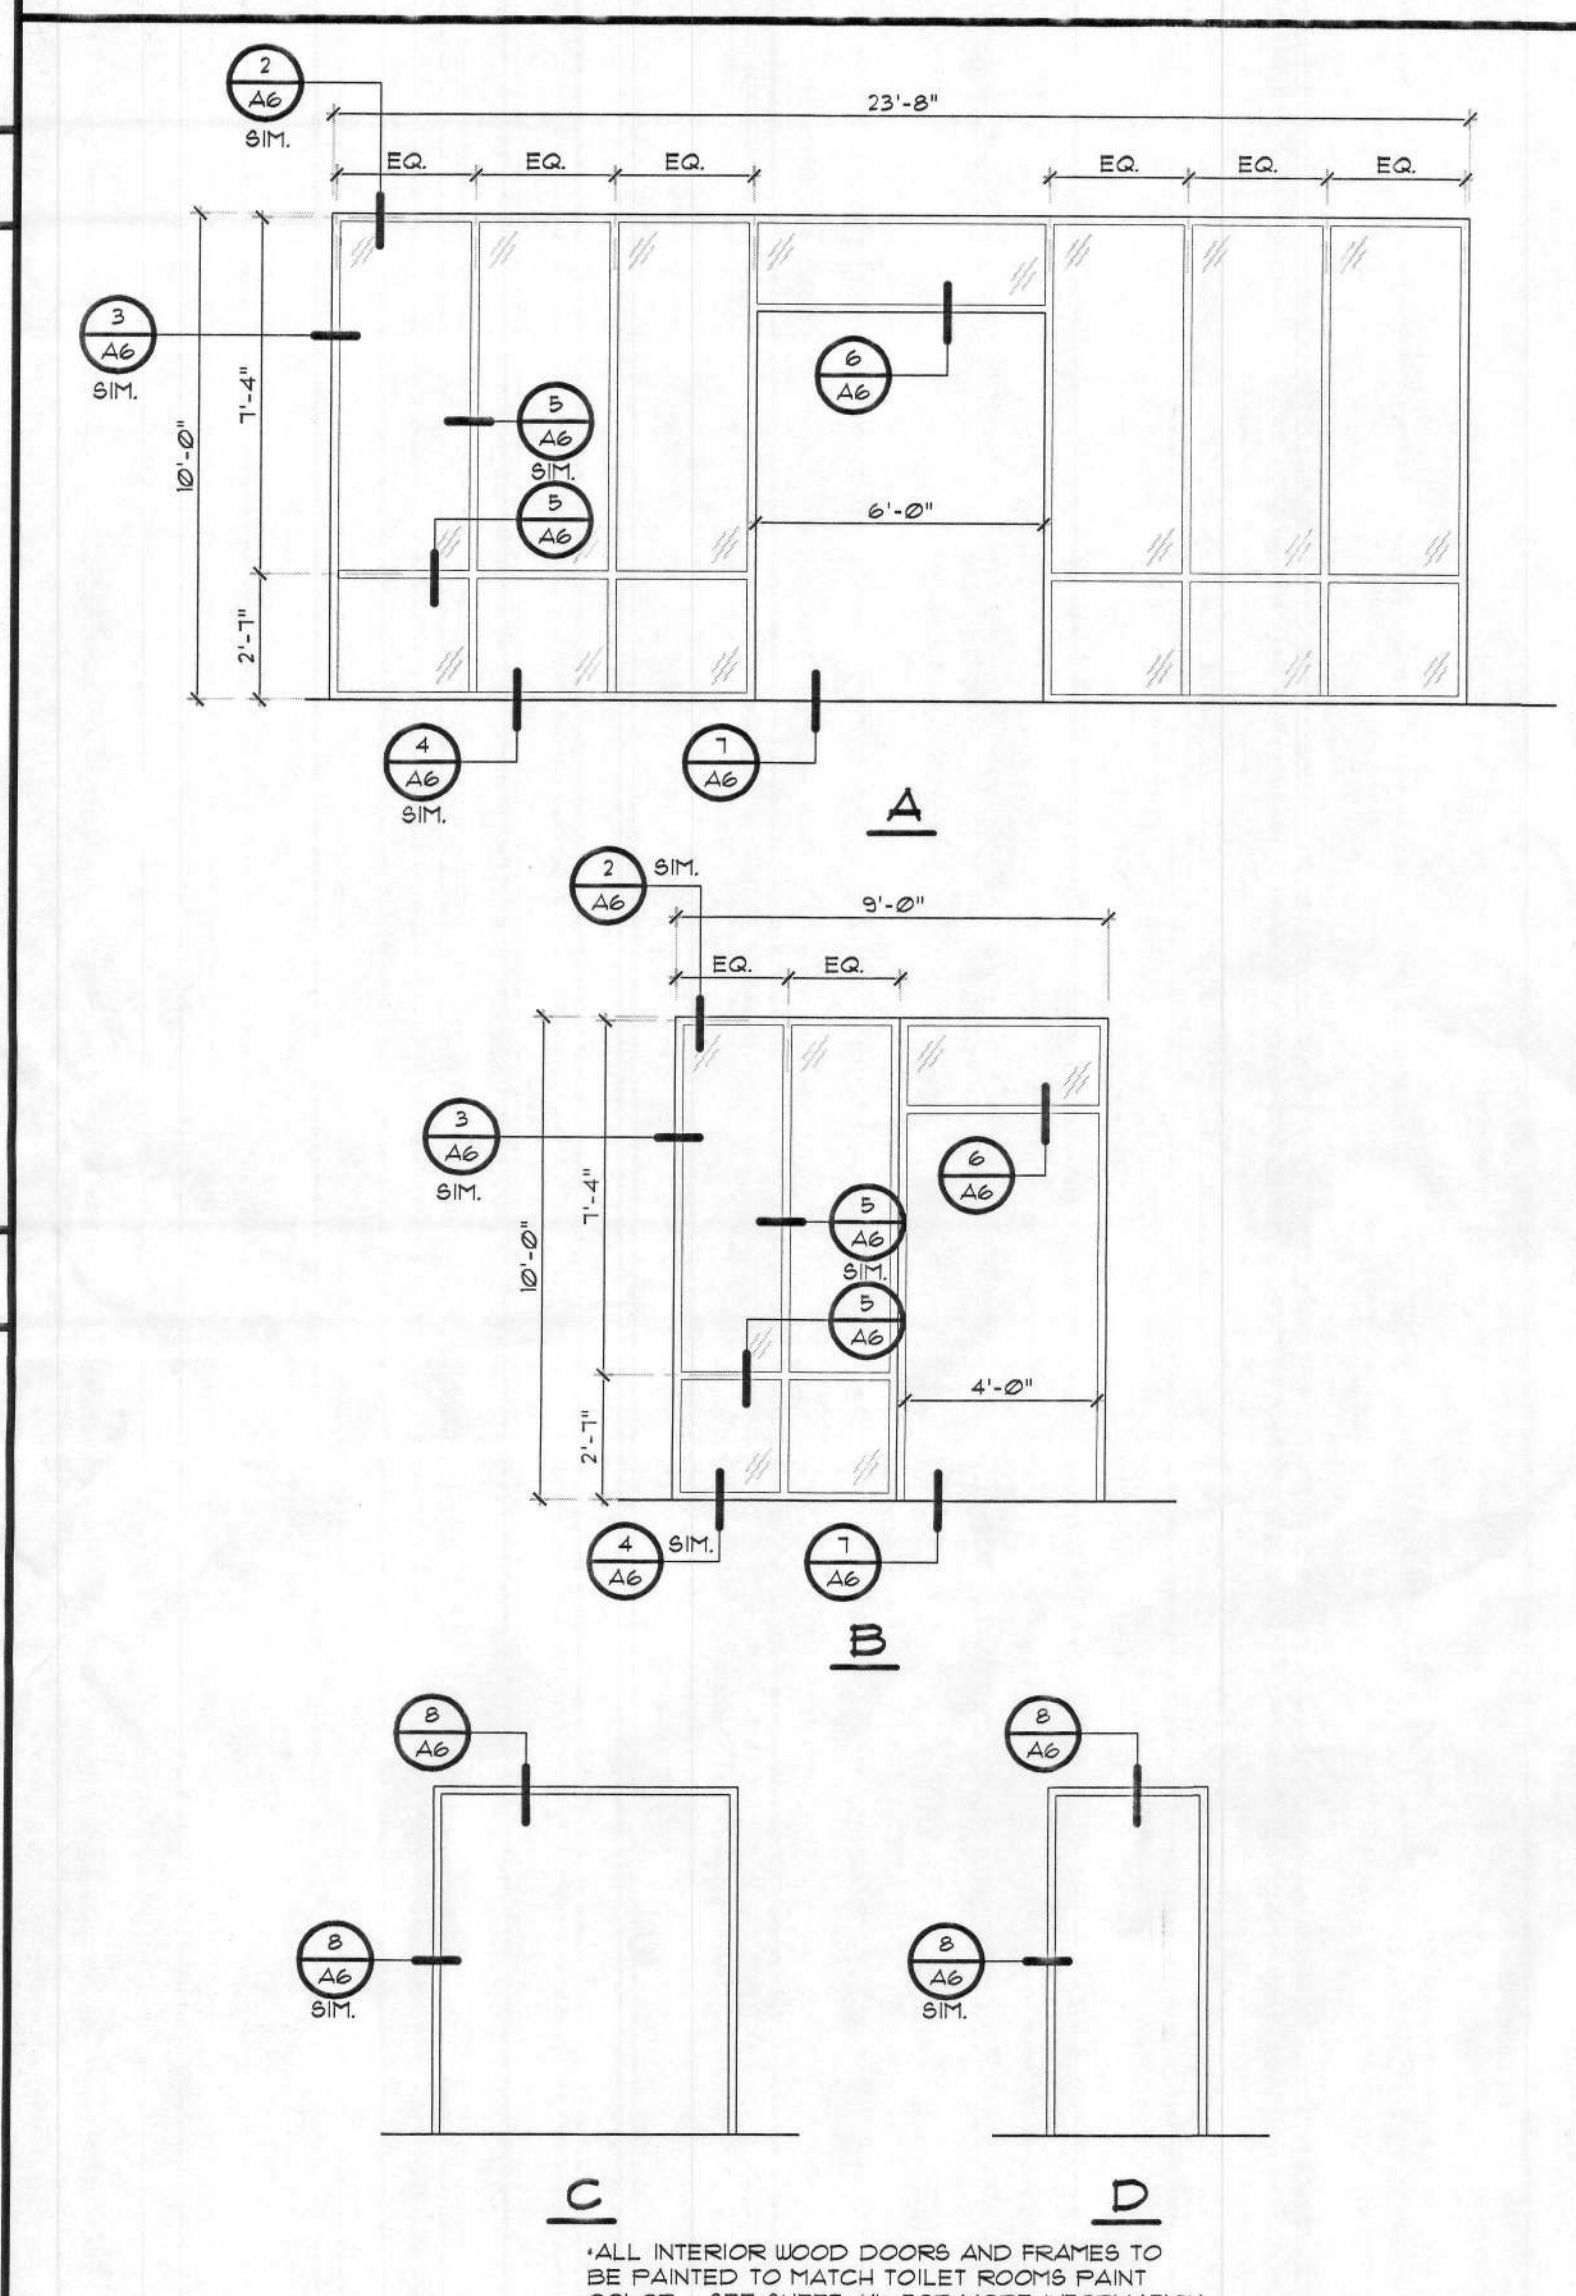 2
A6
SIM.
23'-8"
EQ.
EQ.
EQ.
EQ.
EQ.
EQ.
3
A6
SIM.
10'-0"
7'-4"
2'-7"
5
A6
SIM.
5
A6
6
A6
6'-0"
4
A6
SIM.
7
A6
A
2
A6
SIM.
9'-0"
EQ.
EQ.
3
A6
SIM.
10'-0"
7'-4"
2'-7"
5
A6
SIM.
5
A6
6
A6
4'-0"
4
A6
SIM.
7
A6
B
8
A6
8
A6
SIM.
C
8
A6
8
A6
SIM.
D
*ALL INTERIOR WOOD DOORS AND FRAMES TO
BE PAINTED TO MATCH TOILET ROOMS PAINT